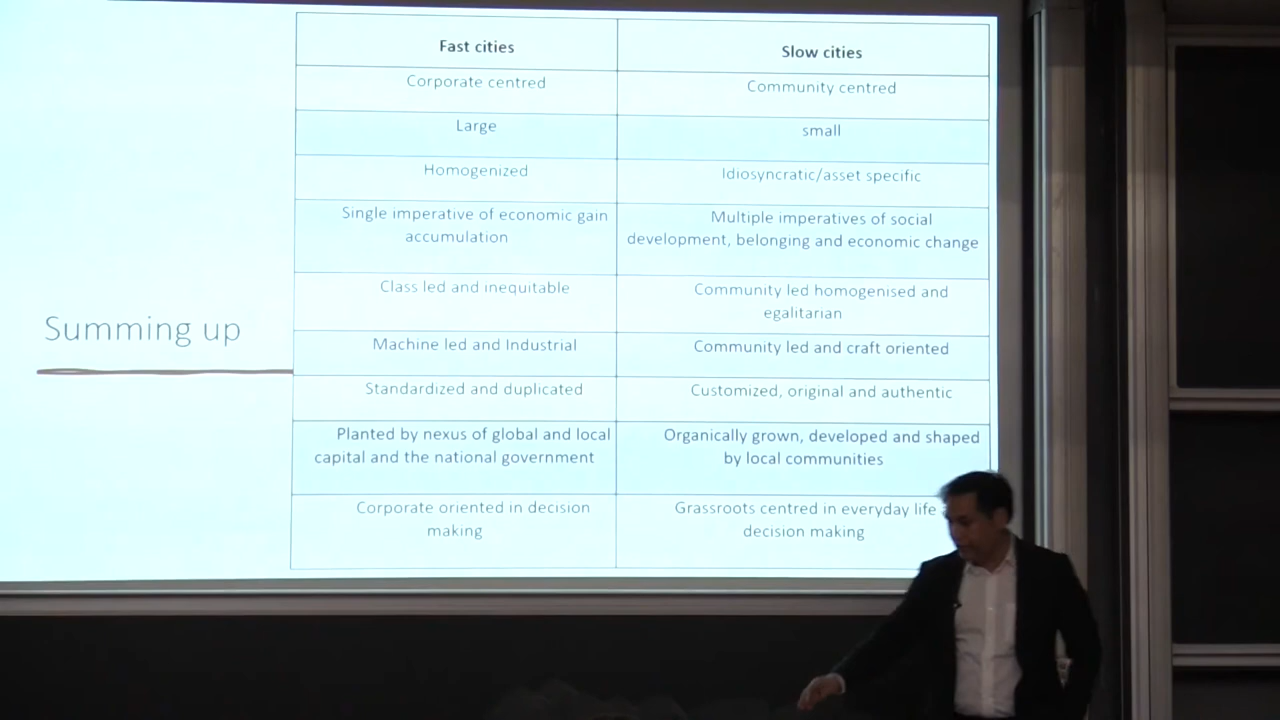 Summing up
Fast cities
Slow cities
Corporate centred
Community centred
Large
small
Homogenized
Idiosyncratic/asset specific
Single imperative of economic gain
accumulation
Multiple imperatives of social
development, belonging and economic change
Class led and inequitable
Community led homogenised and
egalitarian
Machine led and Industrial
Community led and craft oriented
Standardized and duplicated
Customized, original and authentic
Planted by nexus of global and local
capital and the national government
Organically grown, developed and shaped
by local communities
Corporate oriented in decision
making
Grassroots centred in everyday life
decision making